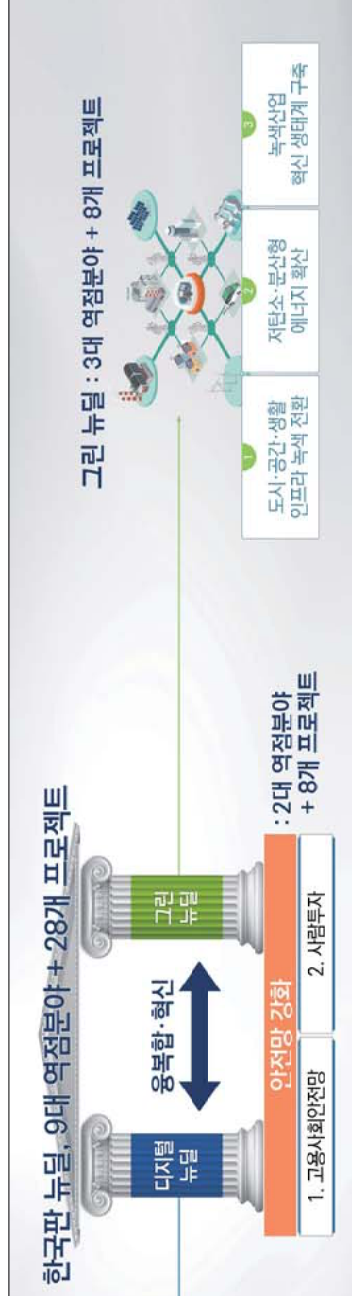 한국판 뉴딜, 9대 역점분야 + 28개 프로젝트
디지털
뉴딜
융복합·혁신
그린
뉴딜
안전망 강화
: 2대 역점분야
+ 8개 프로젝트
1. 고용사회안전망
2. 사람투자
그린 뉴딜 : 3대 역점분야 + 8개 프로젝트
1
도시·공간·생활
인프라 녹색 전환
2
저탄소·분산형
에너지 확산
3
녹색산업
혁신 생태계 구축